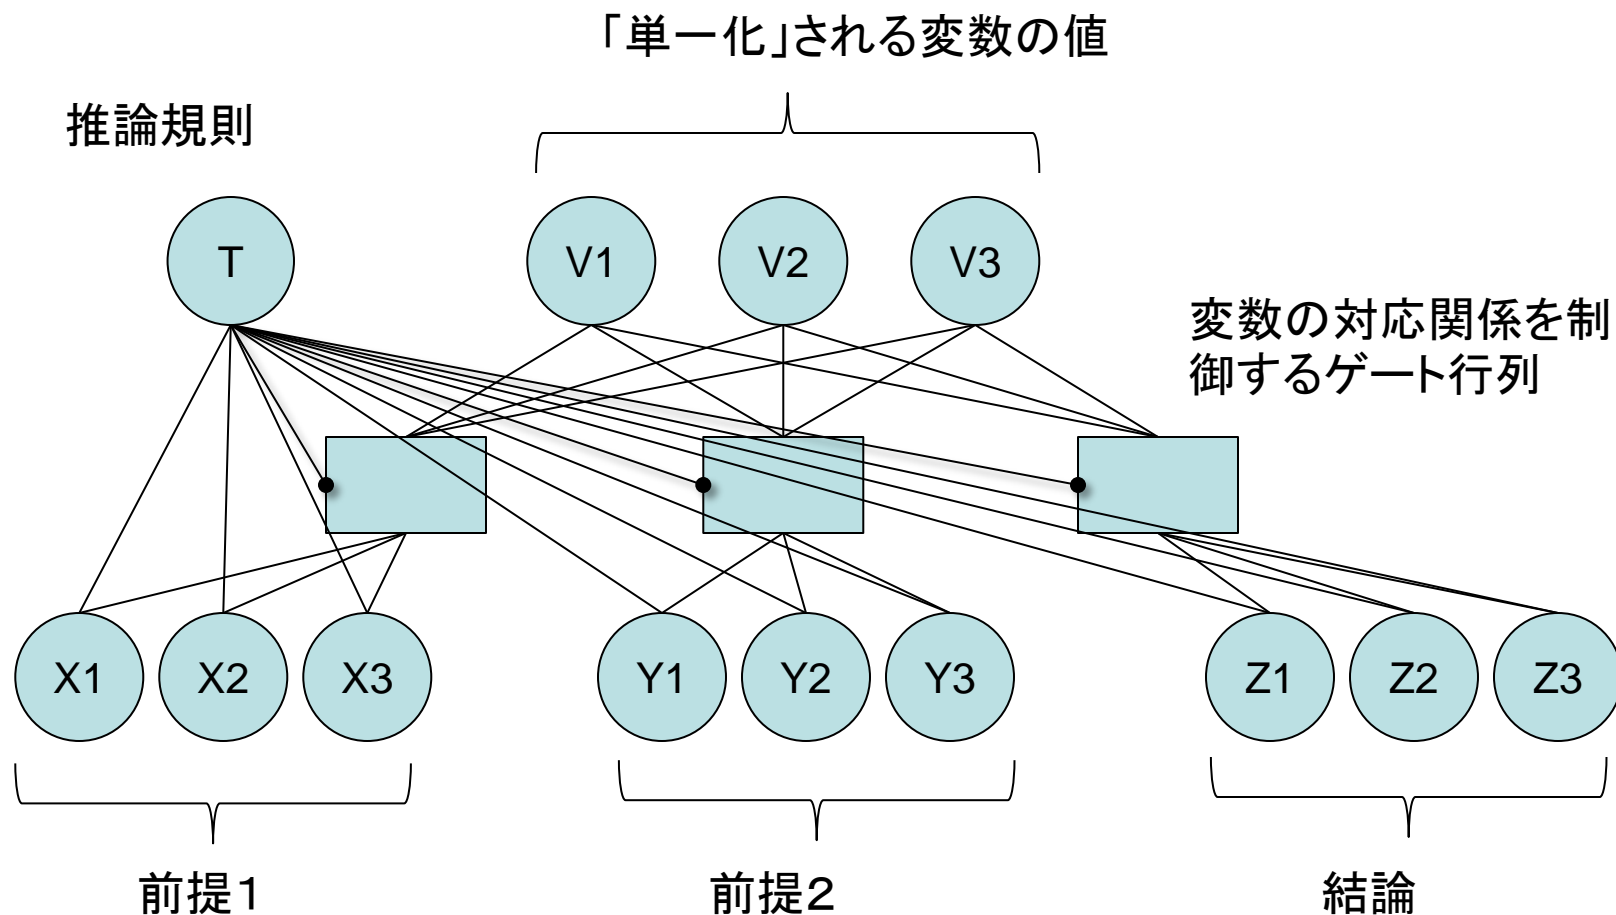 「単一化」される変数の値
推論規則
T
V1
V2
V3
変数の対応関係を制
御するゲート行列
X1
X2
X3
Y1
Y2
Y3
Z1
Z2
Z3
前提1
前提2
結論